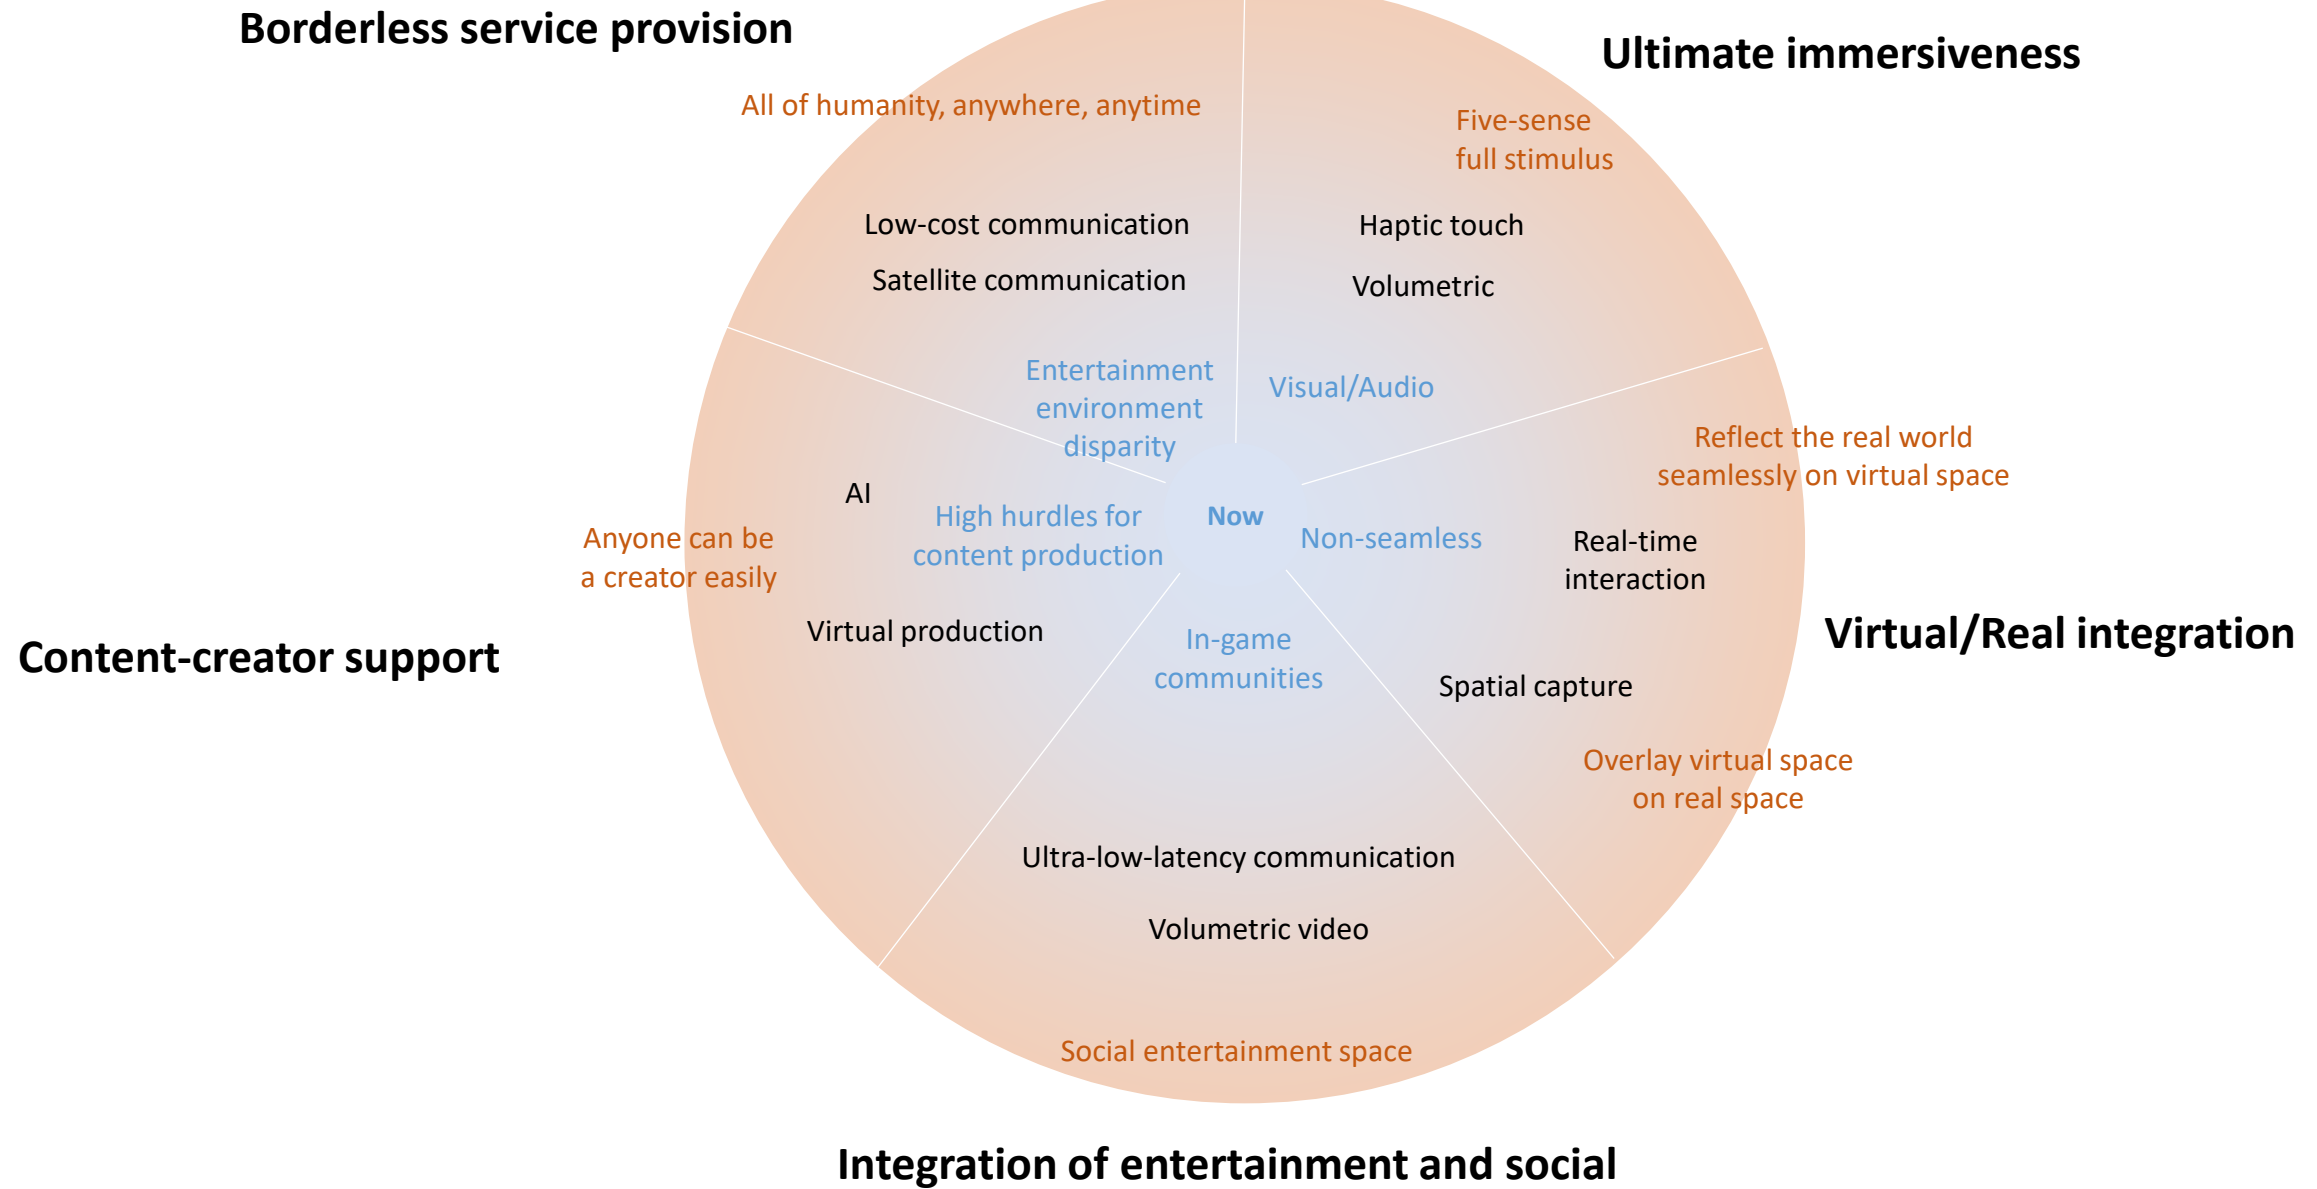 Borderless service provision
Ultimate immersiveness
All of humanity, anywhere, anytime
Five-sense
full stimulus
Low-cost communication
Haptic touch
Satellite communication
Volumetric
Entertainment
environment
disparity
Visual/Audio
Reflect the real world
seamlessly on virtual space
AI
High hurdles for
content production
Now
Non-seamless
Anyone can be
a creator easily
Real-time
interaction
Virtual production
In-game
communities
Content-creator support
Virtual/Real integration
Spatial capture
Overlay virtual space
on real space
Ultra-low-latency communication
Volumetric video
Social entertainment space
Integration of entertainment and social